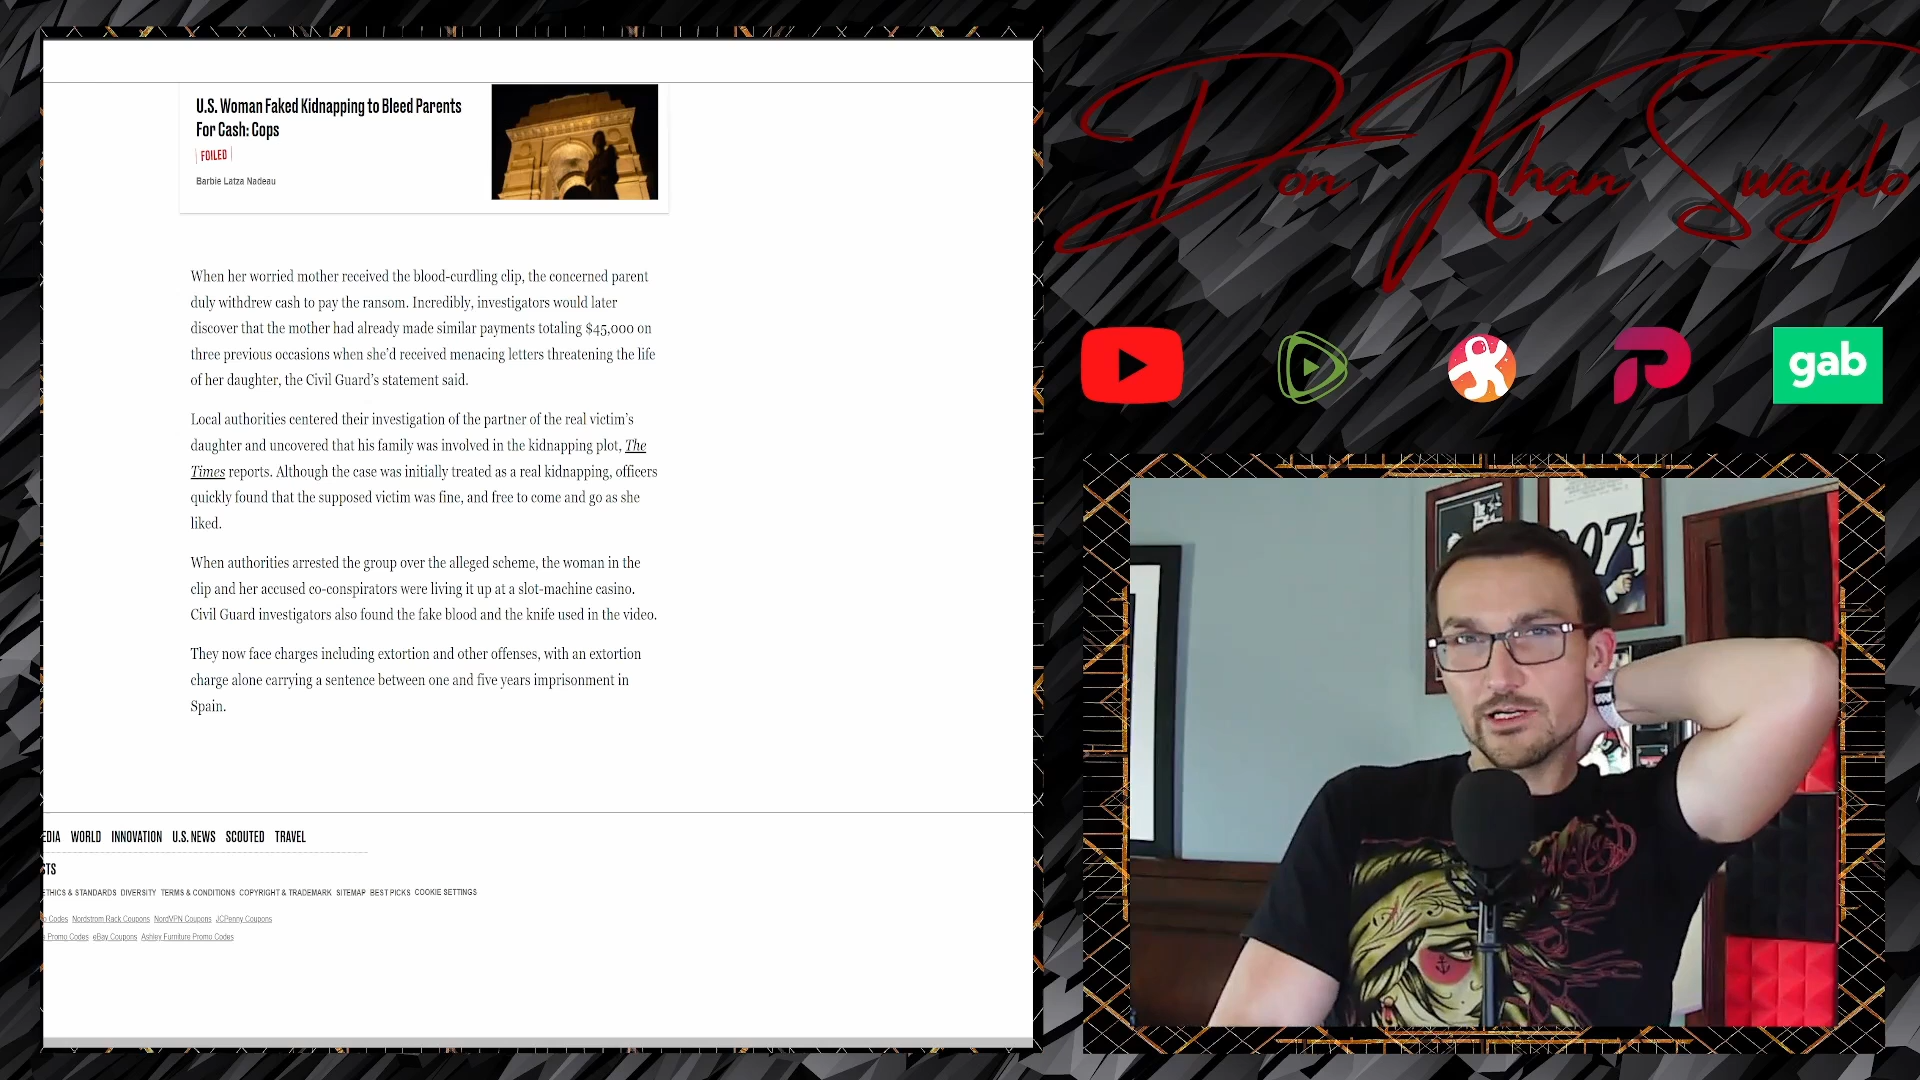 U.S. Woman Faked Kidnapping to Bleed Parents
For Cash: Cops
FOILED
Barbie Latza Nadeau
When her worried mother received the blood-curdling clip, the concerned parent
duly withdrew cash to pay the ransom. Incredibly, investigators would later
discover that the mother had already made similar payments totaling $45,000 on
three previous occasions when she’d received menacing letters threatening the life
of her daughter, the Civil Guard’s statement said.
Local authorities centered their investigation of the partner of the real victim’s
daughter and uncovered that his family was involved in the kidnapping plot, The
Times reports. Although the case was initially treated as a real kidnapping, officers
quickly found that the supposed victim was fine, and free to come and go as she
liked.
When authorities arrested the group over the alleged scheme, the woman in the
clip and her accused co-conspirators were living it up at a slot-machine casino.
Civil Guard investigators also found the fake blood and the knife used in the video.
They now face charges including extortion and other offenses, with an extortion
charge alone carrying a sentence between one and five years imprisonment in
Spain.
EDIA WORLD INNOVATION U.S. NEWS SCOUTED TRAVEL
STS
ETHICS & STANDARDS DIVERSITY TERMS & CONDITIONS COPYRIGHT & TRADEMARK SITEMAP BEST PICKS COOKIE SETTINGS
Codes Nordstrom Rack Coupons NordVPN Coupons JCPenny Coupons
Promo Codes eBay Coupons Ashley Furniture Promo Codes
Don Khan Swaylo
gab
007